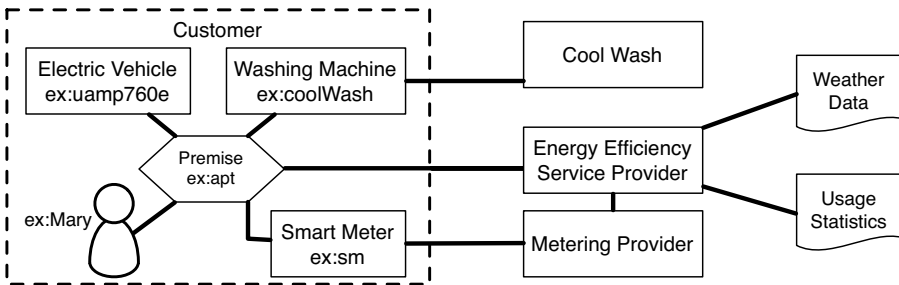 Customer
Electric Vehicle
ex:uamp760e
Washing Machine
ex:coolWash
Cool Wash
Weather
Data
Premise
ex:apt
Energy Efficiency
Service Provider
ex:Mary
Smart Meter
ex:sm
Metering Provider
Usage
Statistics